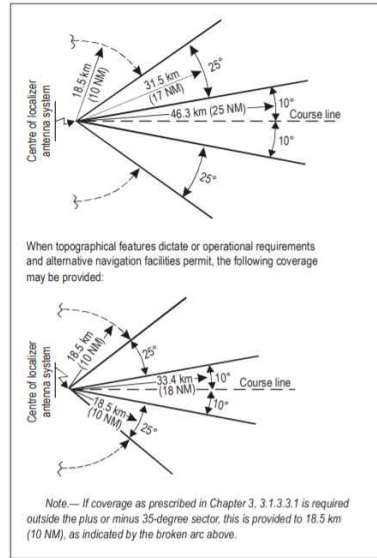 25°
18.5 km
(10 NM)
31.5 km
(17 NM)
10°
46.3 km (25 NM)
Course line
Centre of localizer
antenna system
10°
25°
When topographical features dictate or operational requirements
and alternative navigation facilities permit, the following coverage
may be provided:
18.5 km
(10 NM)
25°
33.4 km
(18 NM)
10°
Course line
Centre of localizer
antenna system
18.5 km
(10 NM)
10°
25°
Note.— If coverage as prescribed in Chapter 3, 3.1.3.3.1 is required
outside the plus or minus 35-degree sector, this is provided to 18.5 km
(10 NM), as indicated by the broken arc above.